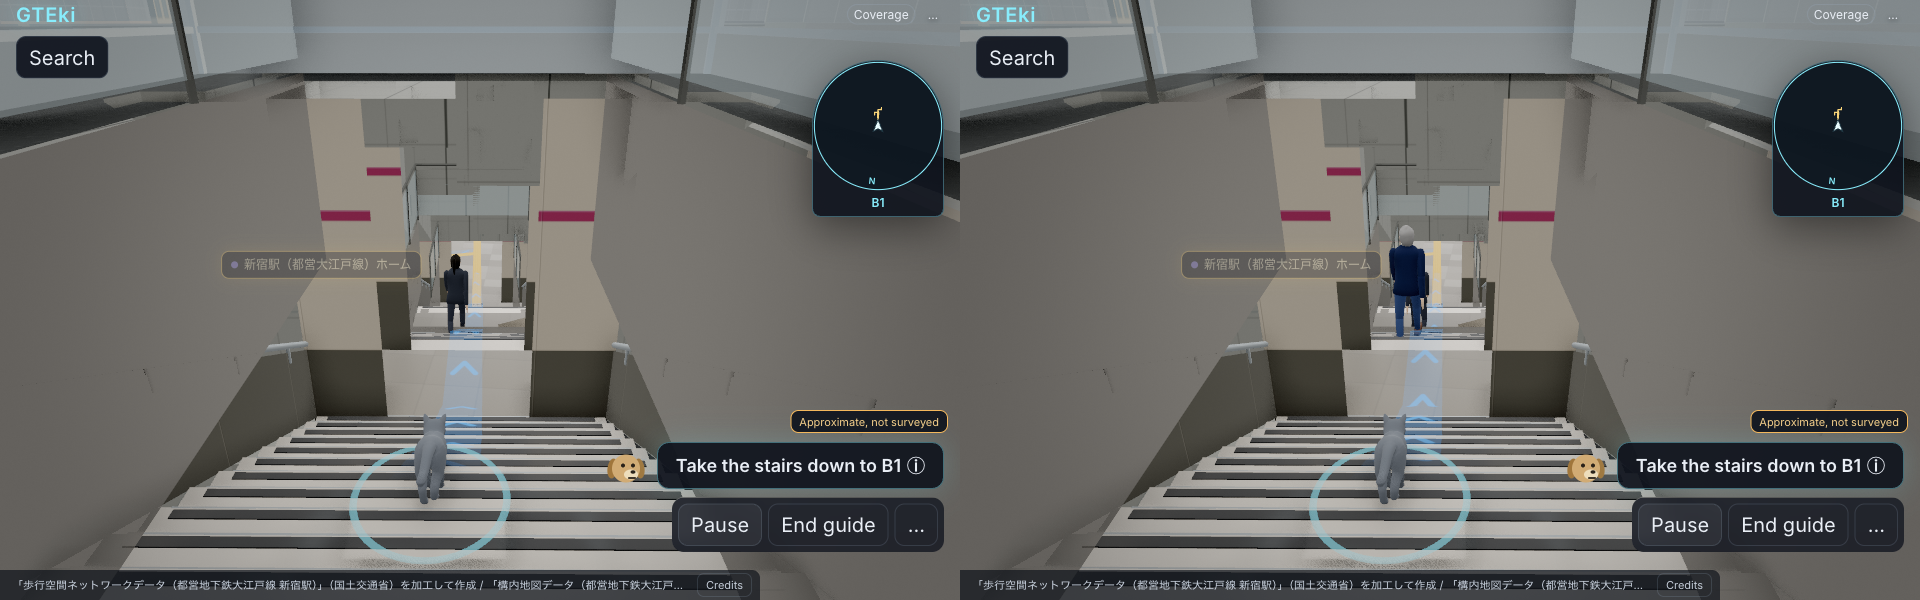 GTEki
Coverage
...
Search
N
B1
新宿駅（都営大江戸線）ホーム
Approximate, not surveyed
Take the stairs down to B1 ⓘ
Pause
End guide
...
「歩行空間ネットワークデータ（都営地下鉄大江戸線 新宿駅）」（国土交通省）を加工して作成 / 「構内地図データ（都営地下鉄大江戸...
Credits
GTEki
Coverage
...
Search
N
B1
新宿駅（都営大江戸線）ホーム
Approximate, not surveyed
Take the stairs down to B1 ⓘ
Pause
End guide
...
「歩行空間ネットワークデータ（都営地下鉄大江戸線 新宿駅）」（国土交通省）を加工して作成 / 「構内地図データ（都営地下鉄大江戸...
Credits